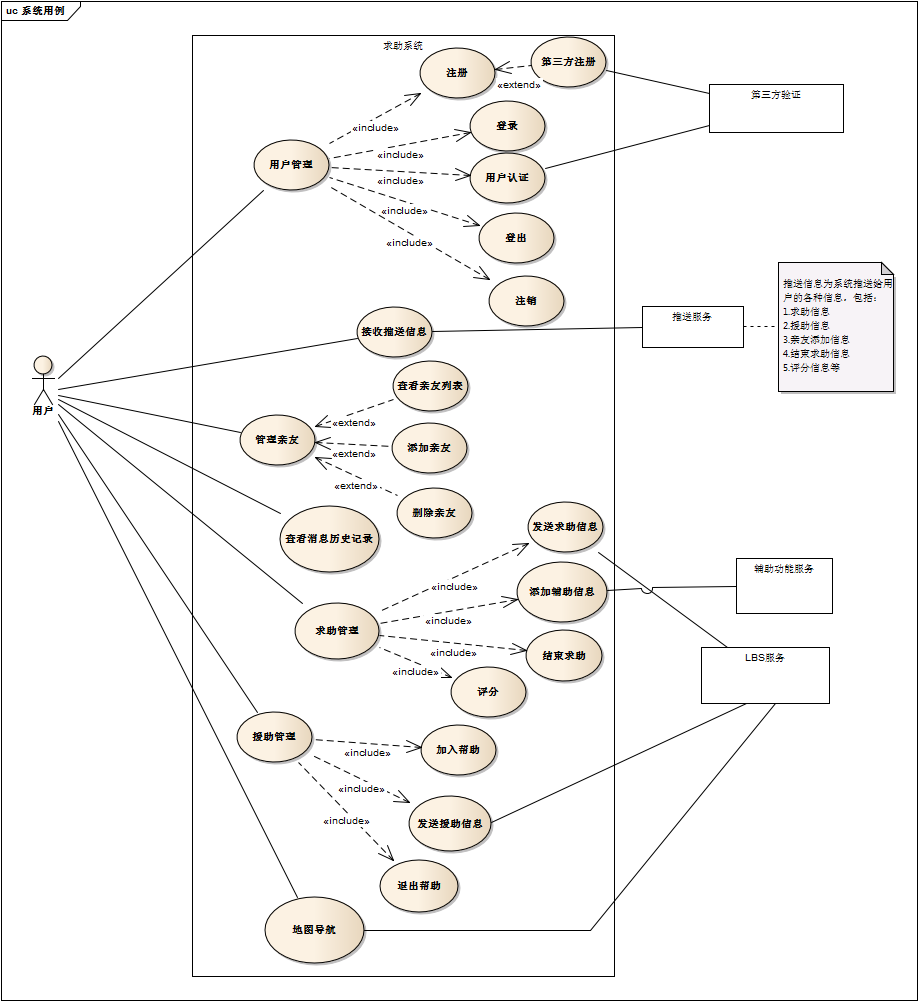 uc 系统用例
求助系统
注册
第三方注册
«extend»
第三方验证
«include»
登录
«include»
用户管理
用户认证
«include»
«include»
登出
«include»
注销
推送信息为系统推送给用
户的各种信息，包括：
1.求助信息
2.援助信息
3.亲友添加信息
4.结束求助信息
5.评分信息等
推送服务
接收推送信息
用户
查看亲友列表
«extend»
管理亲友
添加亲友
«extend»
«extend»
删除亲友
查看消息历史记录
发送求助信息
辅助功能服务
«include»
添加辅助信息
«include»
求助管理
«include»
结束求助
LBS服务
«include»
评分
援助管理
加入帮助
«include»
«include»
发送援助信息
«include»
退出帮助
地图导航